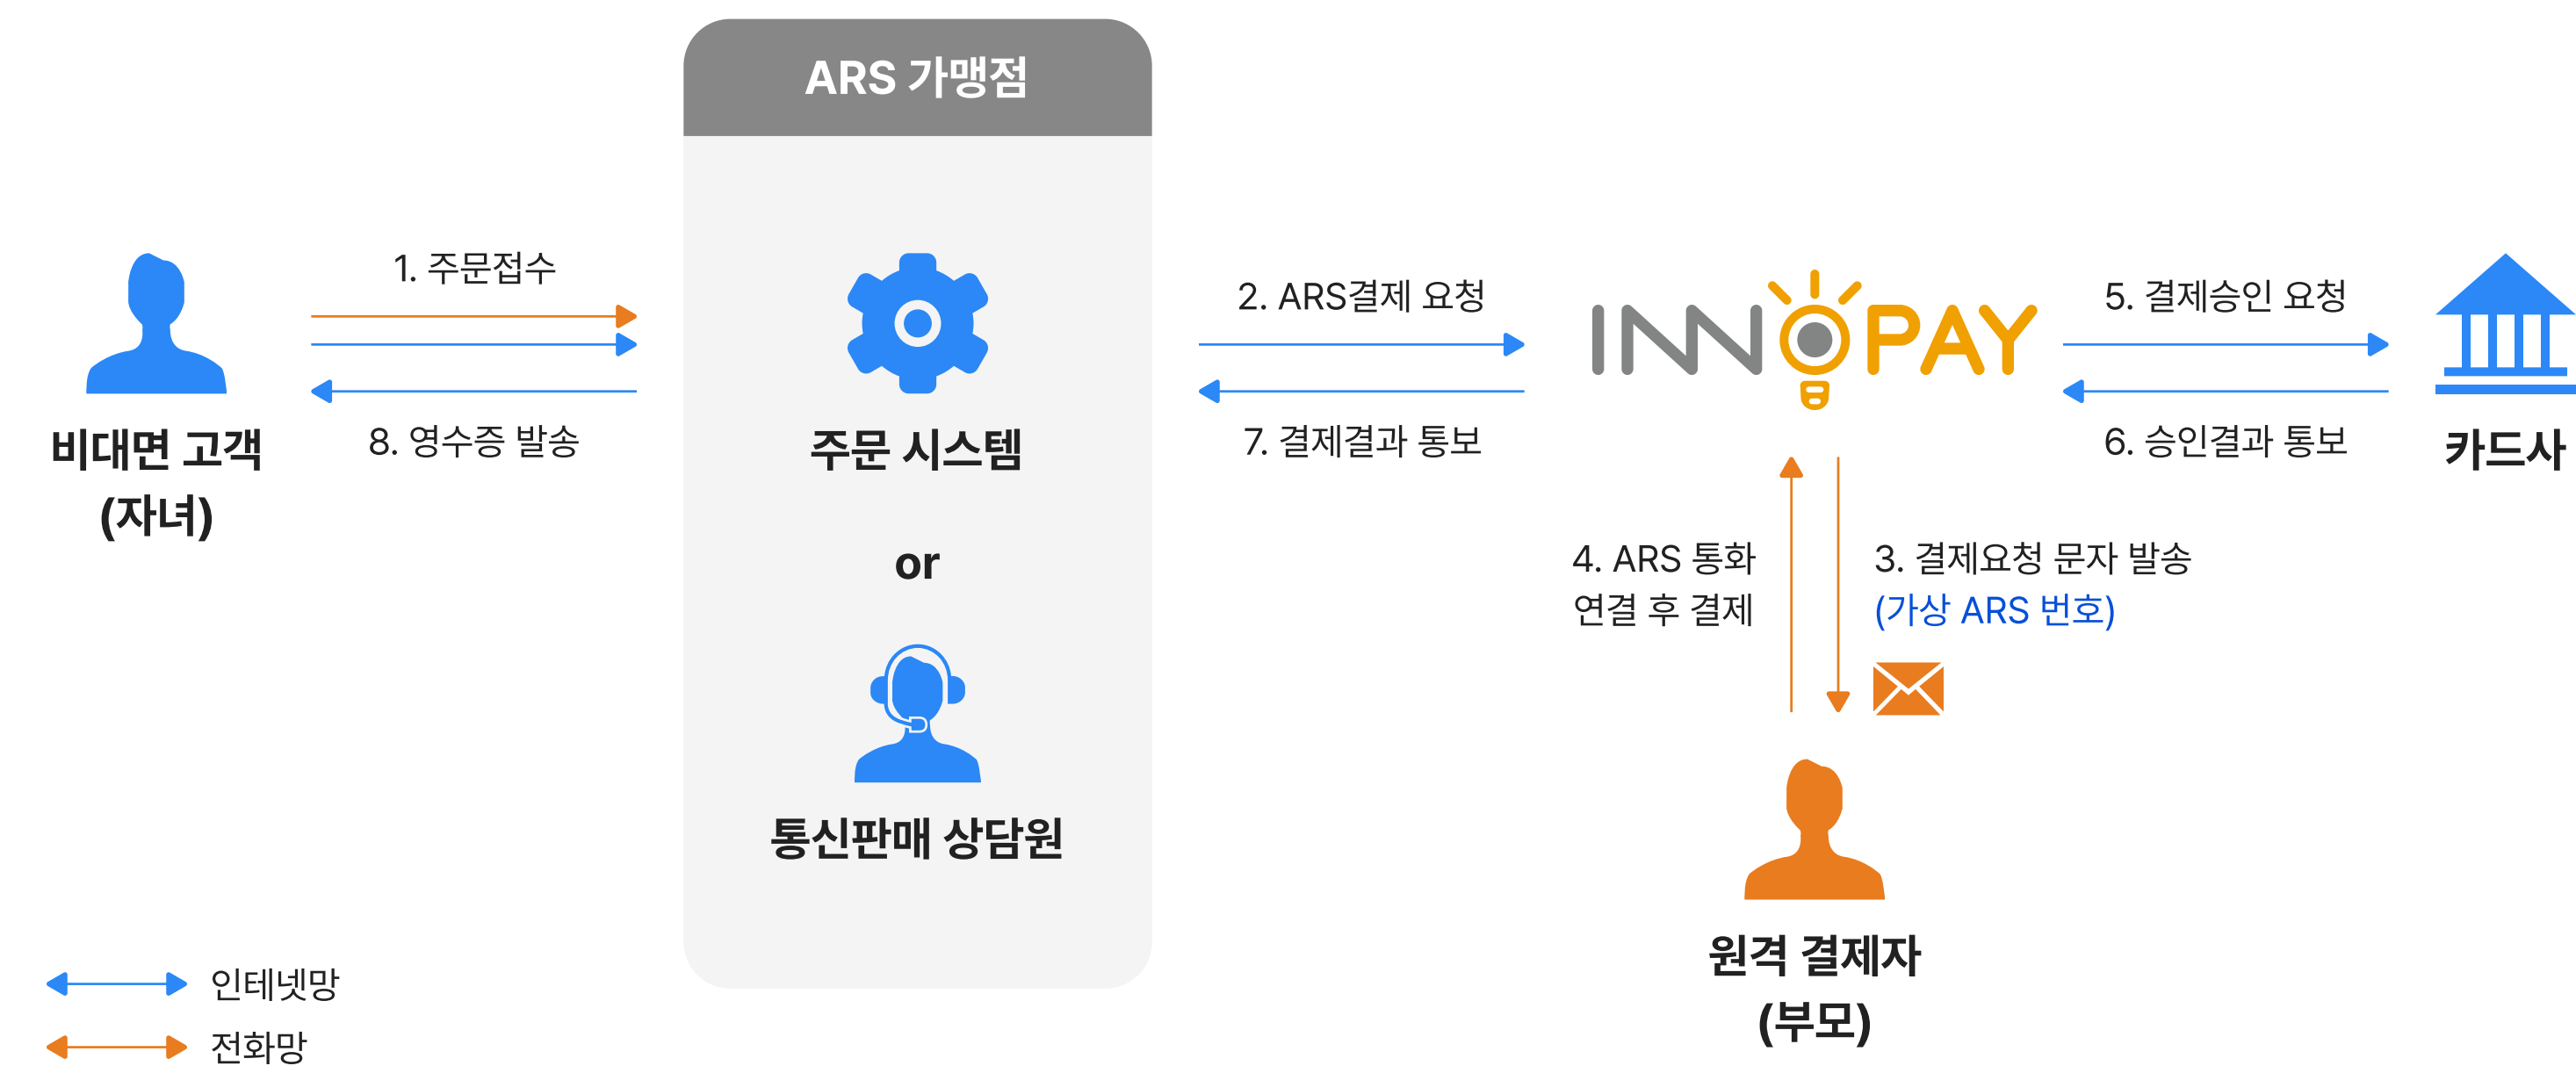 ARS 가맹점
1. 주문접수
8. 영수증 발송
비대면 고객
(자녀)
주문 시스템
or
통신판매 상담원
2. ARS결제 요청
7. 결제결과 통보
INNOPAY
5. 결제승인 요청
6. 승인결과 통보
카드사
4. ARS 통화
연결 후 결제
3. 결제요청 문자 발송
(가상 ARS 번호)
원격 결제자
(부모)
인테넷망
전화망